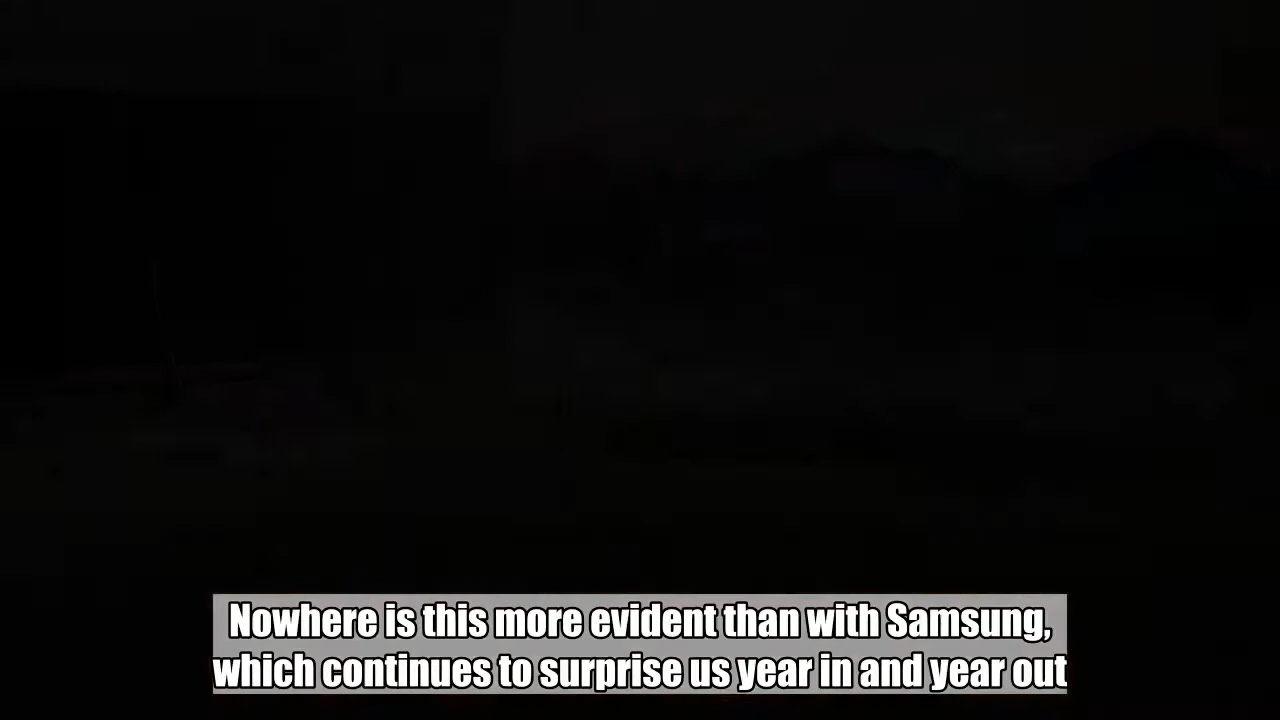 Nowhere is this more evident than with Samsung,
which continues to surprise us year in and year out